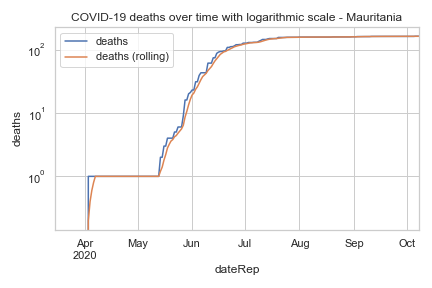 COVID-19 deaths over time with logarithmic scale - Mauritania
deaths
deaths (rolling)
deaths
10²
10¹
10⁰
Apr May Jun Jul Aug Sep Oct
2020
dateRep